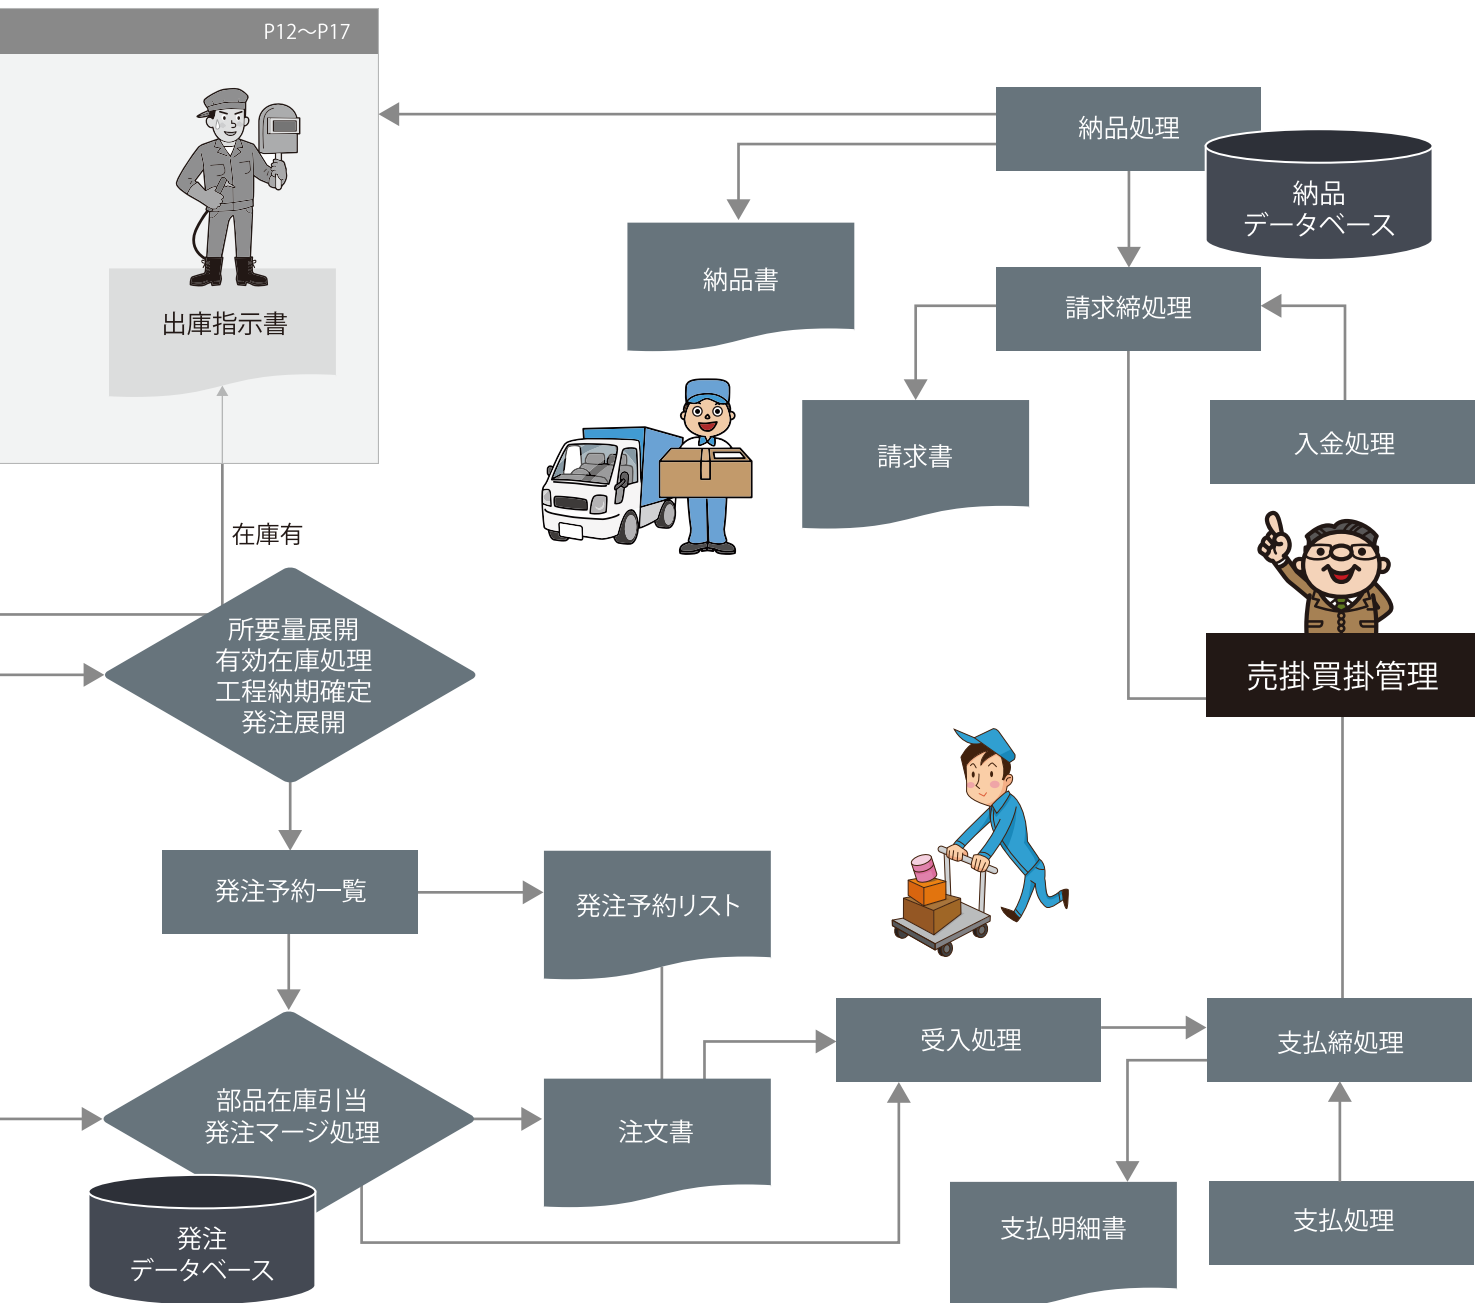 P12～P17
納品処理
納品
データベース
納品書
請求締処理
出庫指示書
請求書
入金処理
在庫有
所要量展開
有効在庫処理
工程納期確定
発注展開
売掛買掛管理
発注予約一覧
発注予約リスト
受入処理
支払締処理
部品在庫引当
発注マージ処理
注文書
支払明細書
支払処理
発注
データベース